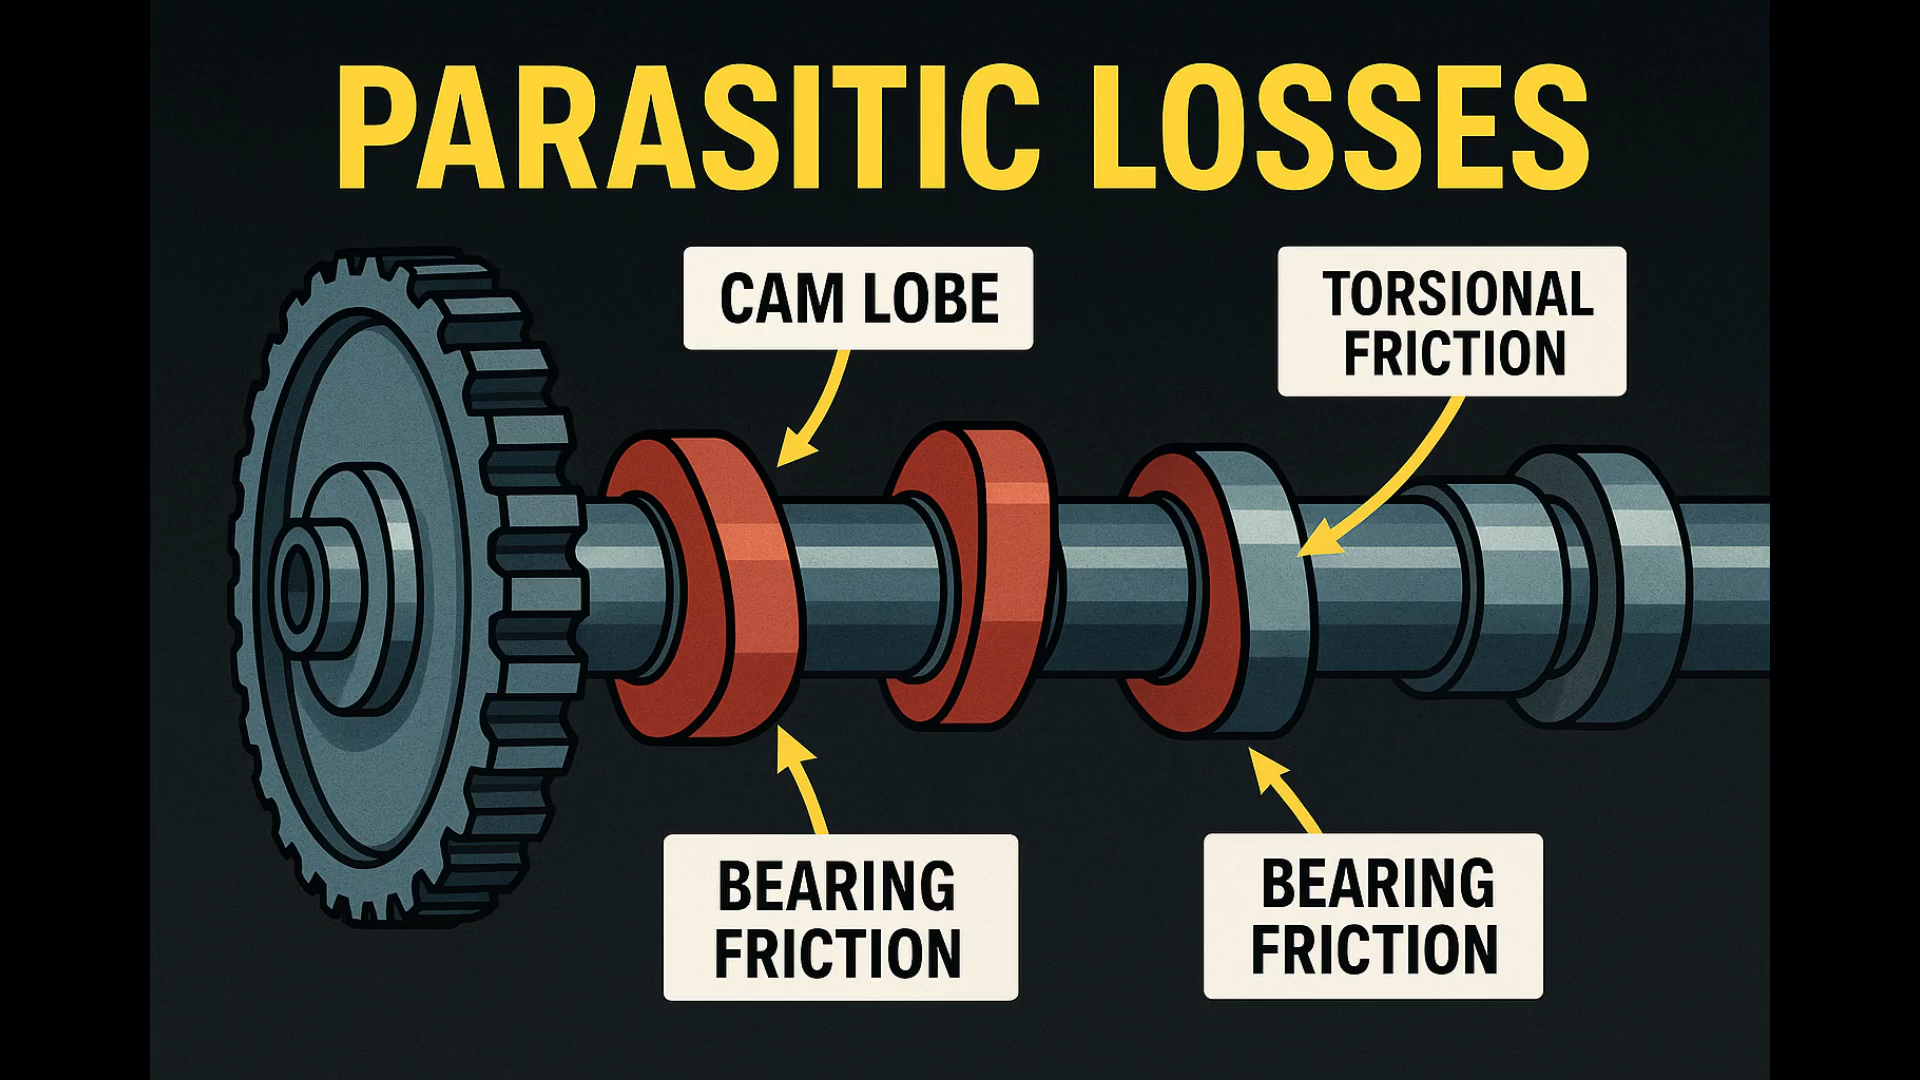 PARASITIC LOSSES
CAM LOBE
TORSIONAL
FRICTION
BEARING
FRICTION
BEARING
FRICTION